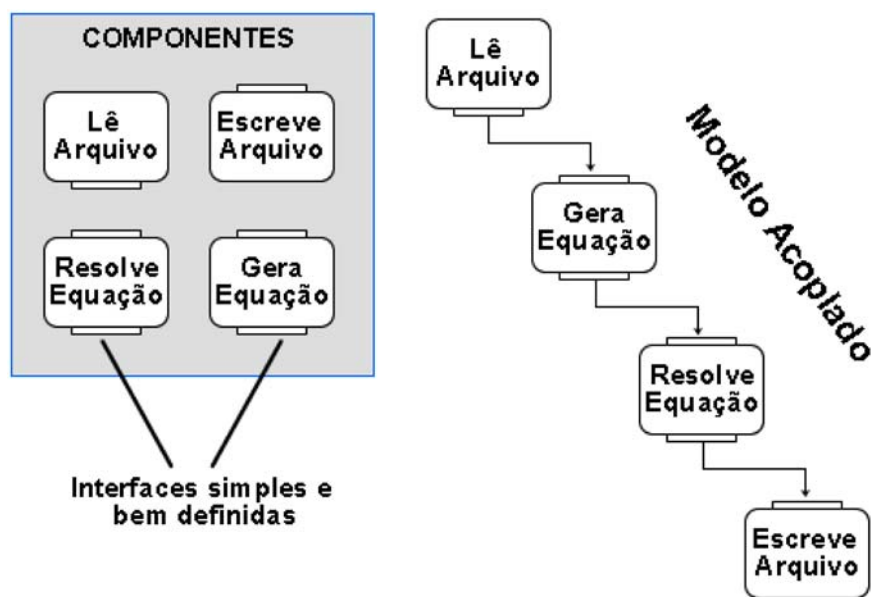 COMPONENTES
Lê
Arquivo
Escreve
Arquivo
Resolve
Equação
Gera
Equação
Interfaces simples e
bem definidas
Lê
Arquivo
Gera
Equação
Resolve
Equação
Escreve
Arquivo
Modelo Acoplado